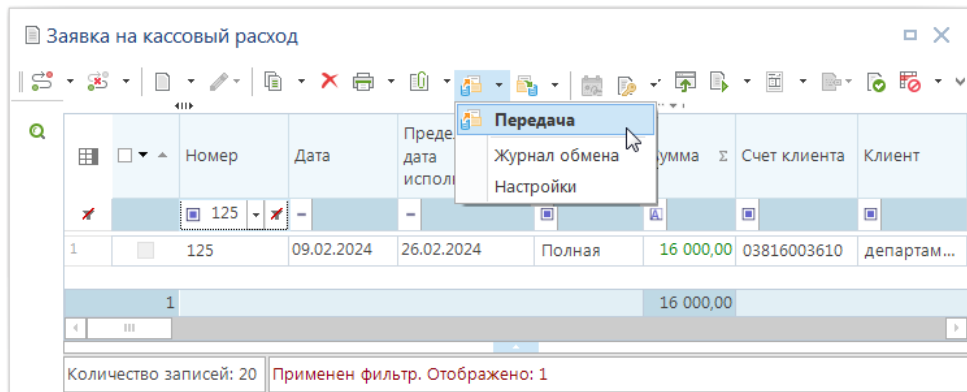 Заявка на кассовый расход
Передача
Журнал обмена
Настройки
Номер
Дата
дата
умма Σ
Счет клиента
Клиент
125
A
1 125 09.02.2024 26.02.2024 Полная 16 000,00 03816003610 департам...
1 16 000,00
Количество записей: 20 Применен фильтр. Отображено: 1